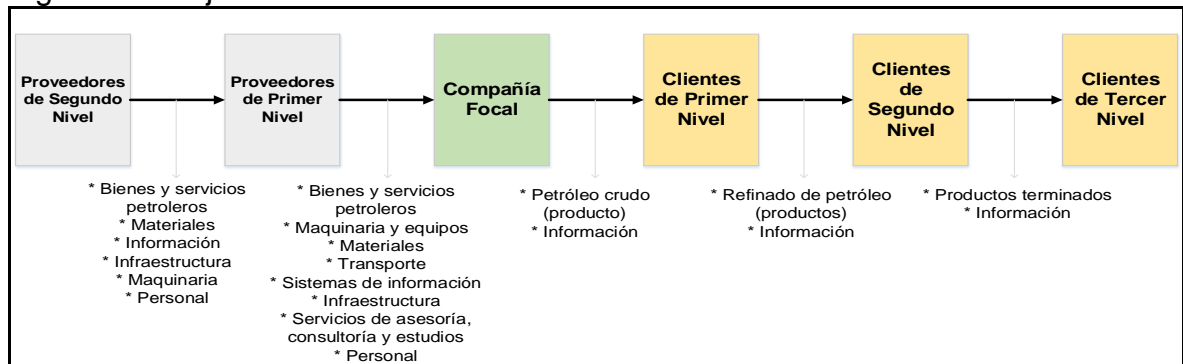 Proveedores
de Segundo
Nivel
Proveedores
de Primer
Nivel
Compañía
Focal
Clientes
de Primer
Nivel
Clientes
de
Segundo
Nivel
Clientes
de Tercer
Nivel
* Bienes y servicios
petroleros
* Materiales
* Información
* Infraestructura
* Maquinaria
* Personal
* Bienes y servicios
petroleros
* Maquinaria y equipos
* Materiales
* Transporte
* Sistemas de información
* Infraestructura
* Servicios de asesoría,
consultoría y estudios
* Personal
* Petróleo crudo
(producto)
* Información
* Refinado de petróleo
(productos)
* Información
* Productos terminados
* Información